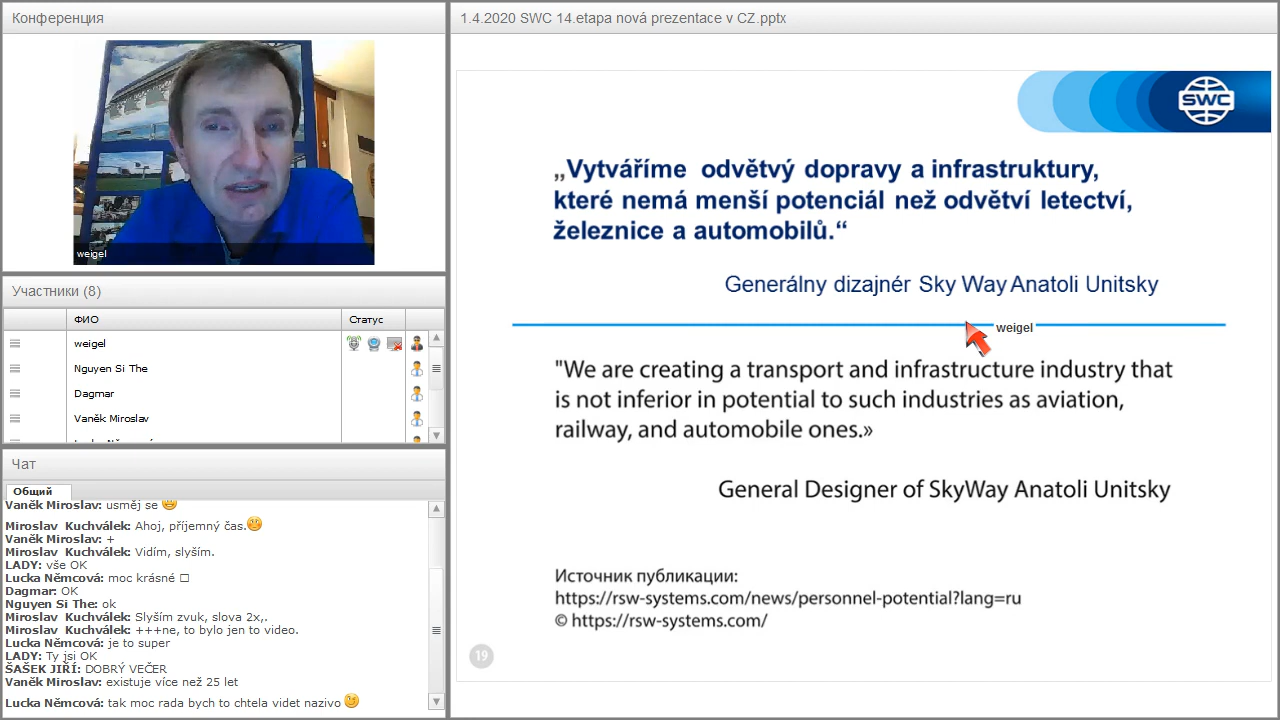 Конференция
weigel
Участники (8)
ФИО
Статус
weigel
Nguyen Si The
Dagmar
Vaněk Miroslav
Чат
Общий
Vaněk Miroslav: usměj se
Miroslav Kuchválek: Ahoj, příjemný čas.
Vaněk Miroslav: +
Miroslav Kuchválek: Vidím, slyším.
LADY: vše OK
Lucka Němcová: moc krásné □
Dagmar: OK
Nguyen Si The: ok
Miroslav Kuchválek: Slyším zvuk, slova 2x,.
Miroslav Kuchválek: +++ne, to bylo jen to video.
Lucka Němcová: je to super
LADY: Ty jsi OK
ŠAŠEK JIŘÍ: DOBRÝ VEČER
Vaněk Miroslav: existuje více než 25 let
Lucka Němcová: tak moc rada bych to chtela videt nazivo
1.4.2020 SWC 14.etapa nová prezentace v CZ.pptx
SWC
„Vytváříme odvětvý dopravy a infrastruktury,
které nemá menší potenciál než odvětví letectví,
železnice a automobilů.“
Generálny dizajnér Sky Way Anatoli Unitsky
weigel
"We are creating a transport and infrastructure industry that
is not inferior in potential to such industries as aviation,
railway, and automobile ones.»
General Designer of SkyWay Anatoli Unitsky
Источник публикации:
https://rsw-systems.com/news/personnel-potential?lang=ru
© https://rsw-systems.com/
19